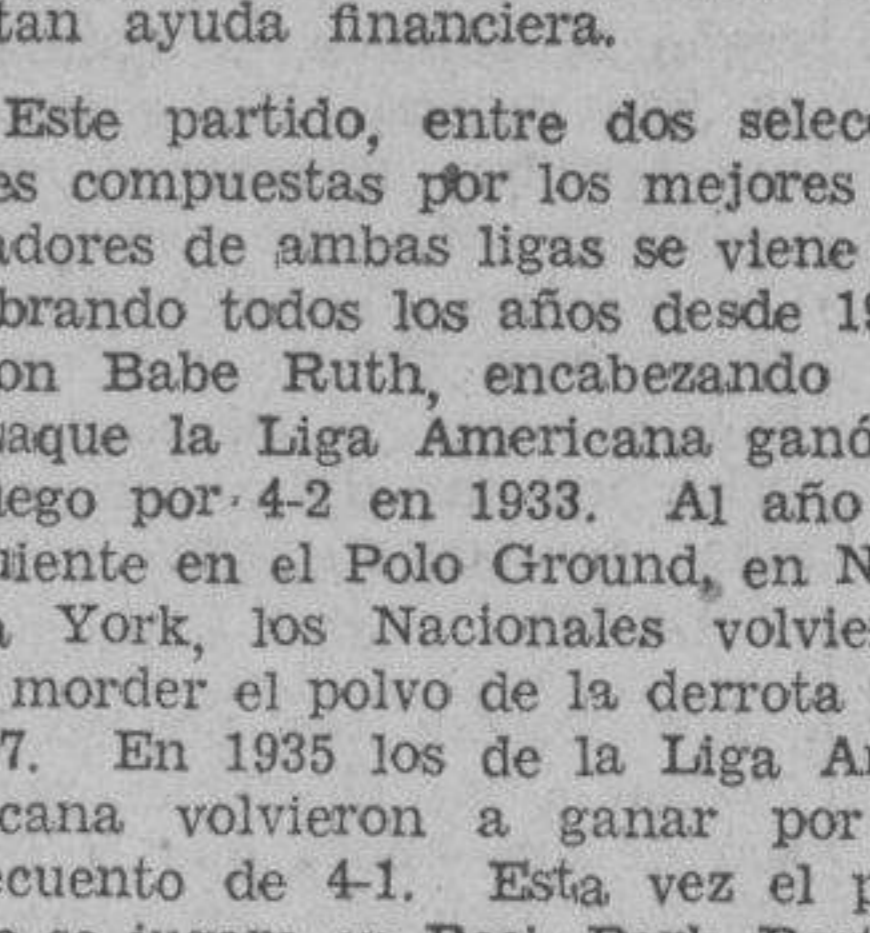 tan ayuda financiera.
Este partido, entre dos selec
es compuestas por los mejores
adores de ambas ligas se viene
brando todos los años desde 19
on Babe Ruth, encabezando
aque la Liga Americana ganó
ego por 4-2 en 1933. Al año
uiente en el Polo Ground, en N
a York, los Nacionales volvie
morder el polvo de la derrota
7. En 1935 los de la Liga A
cana volvieron a ganar por
ecuento de 4-1. Esta vez el p